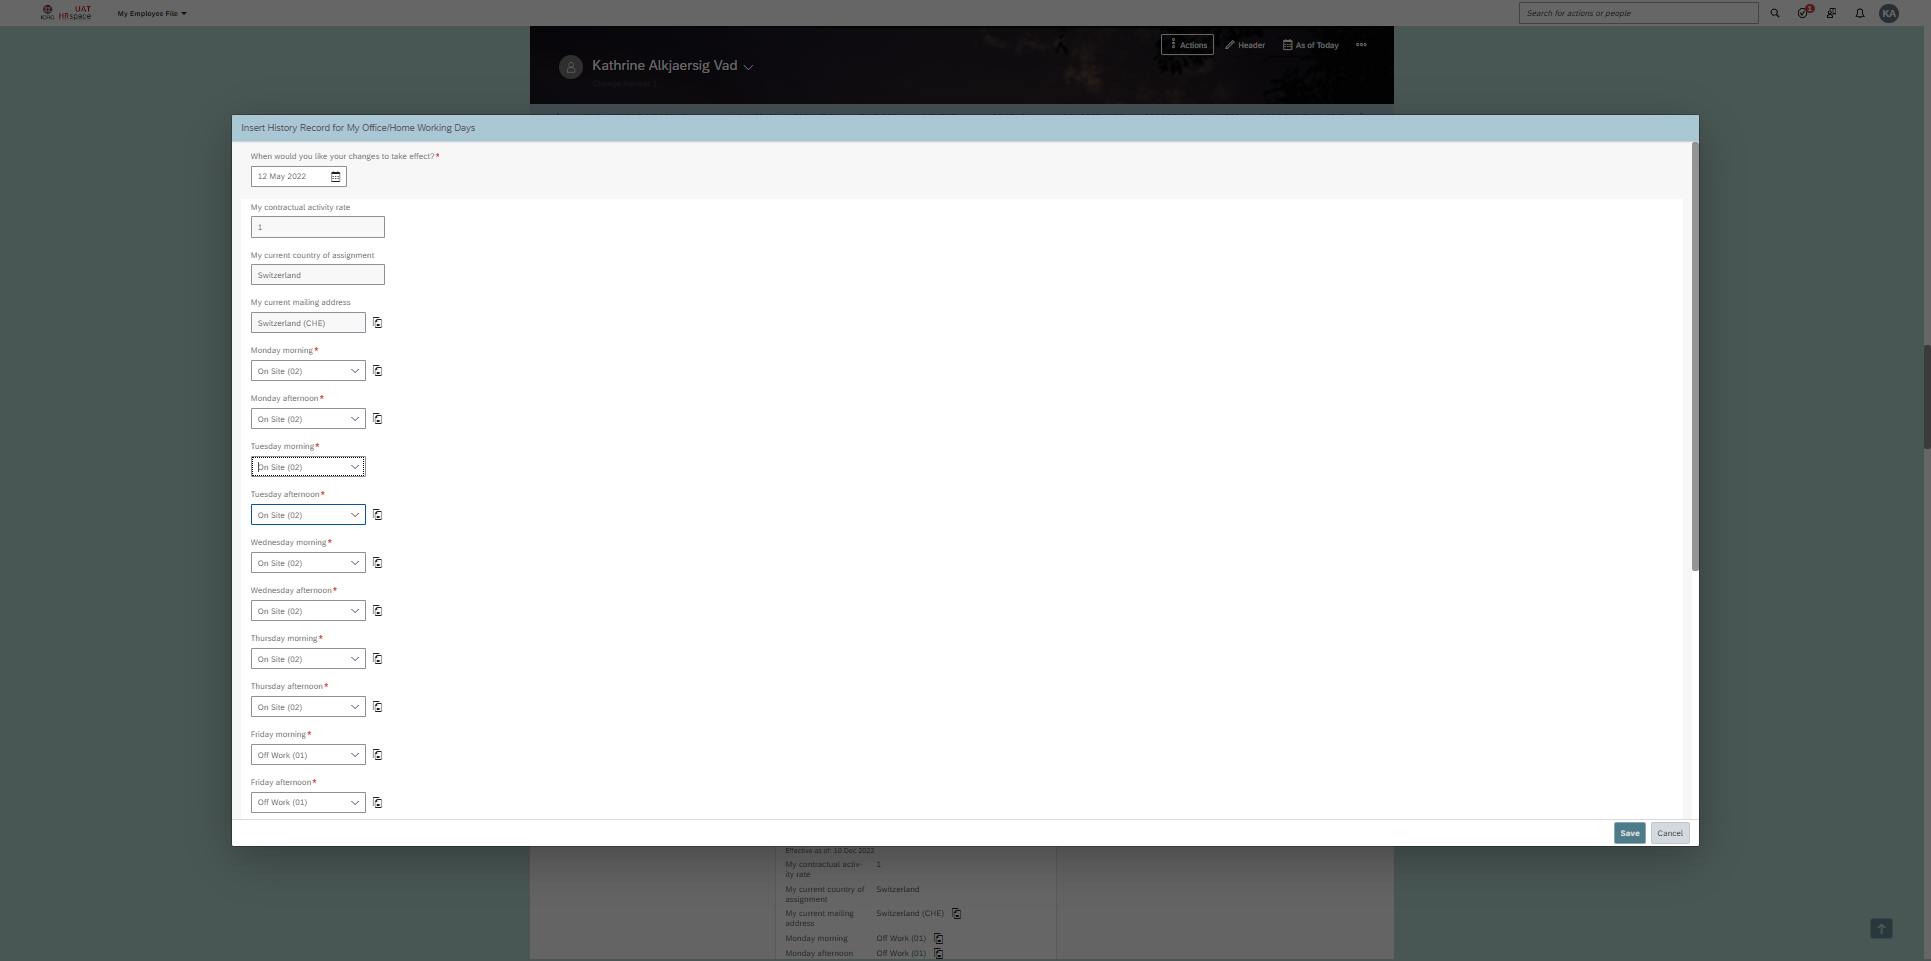 UAT
ICRC HRspace
My Employee File
Search for actions or people
1
KA
Actions
Header
As of Today
Kathrine Alkjaersig Vad
Insert History Record for My Office/Home Working Days
When would you like your changes to take effect?*
12 May 2022
My contractual activity rate
1
My current country of assignment
Switzerland
My current mailing address
Switzerland (CHE)
Monday morning*
On Site (02)
Monday afternoon*
On Site (02)
Tuesday morning*
On Site (02)
Tuesday afternoon*
On Site (02)
Wednesday morning*
On Site (02)
Wednesday afternoon*
On Site (02)
Thursday morning*
On Site (02)
Thursday afternoon*
On Site (02)
Friday morning*
Off Work (01)
Friday afternoon*
Off Work (01)
Save
Cancel
Effective as of: 10 Dec 2022
My contractual activ-
ity rate
1
My current country of
assignment
Switzerland
My current mailing
address
Switzerland (CHE)
Monday morning
Off Work (01)
Monday afternoon
Off Work (01)